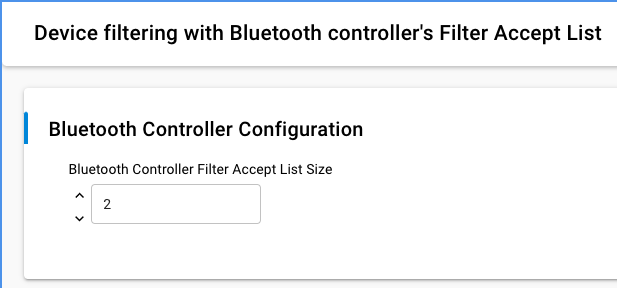 Device filtering with Bluetooth controller's Filter Accept List
Bluetooth Controller Configuration
Bluetooth Controller Filter Accept List Size
2